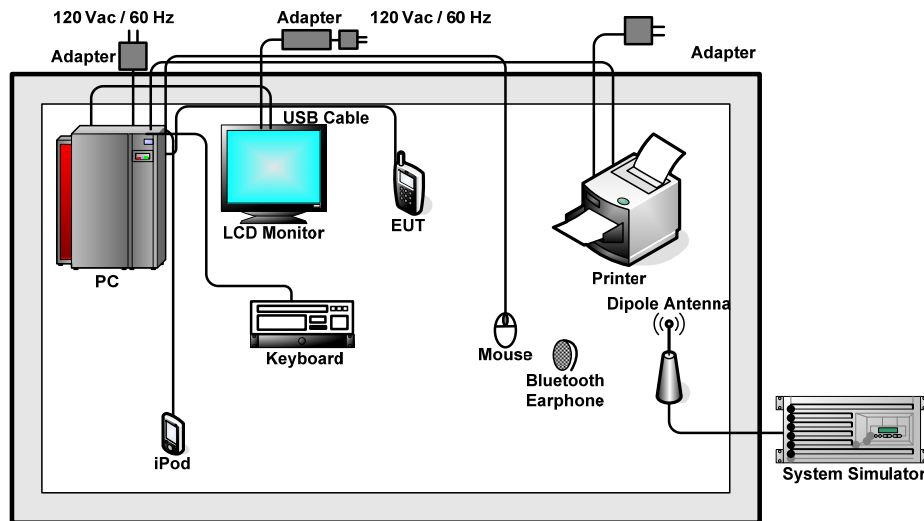 120 Vac / 60 Hz
Adapter
Adapter
120 Vac / 60 Hz
Adapter
USB Cable
LCD Monitor
EUT
PC
Printer
Dipole Antenna
Keyboard
Mouse
Bluetooth
Earphone
iPod
System Simulator